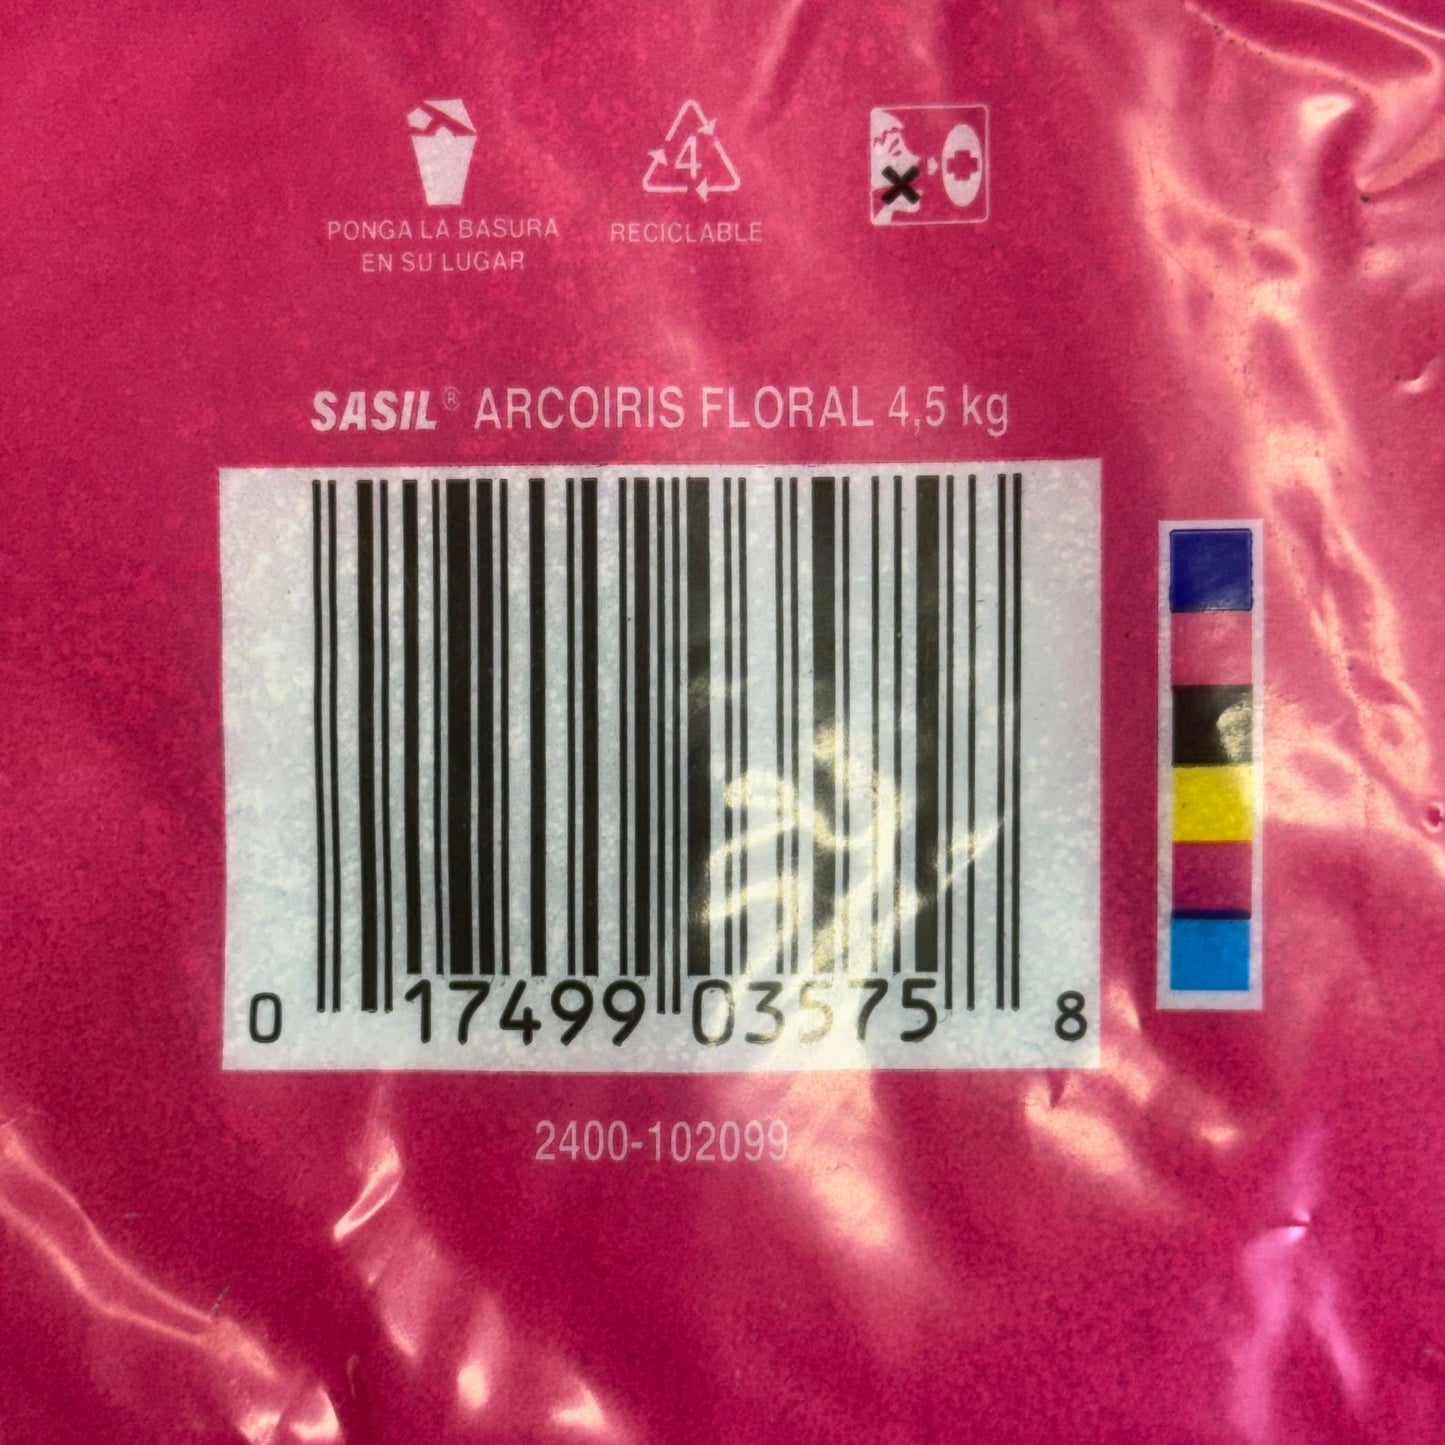 PONGA LA BASURA
EN SU LUGAR
4
RECICLABLE
SASIL® ARCOIRIS FLORAL 4,5 kg
0 17499 03575 8
2400-102099